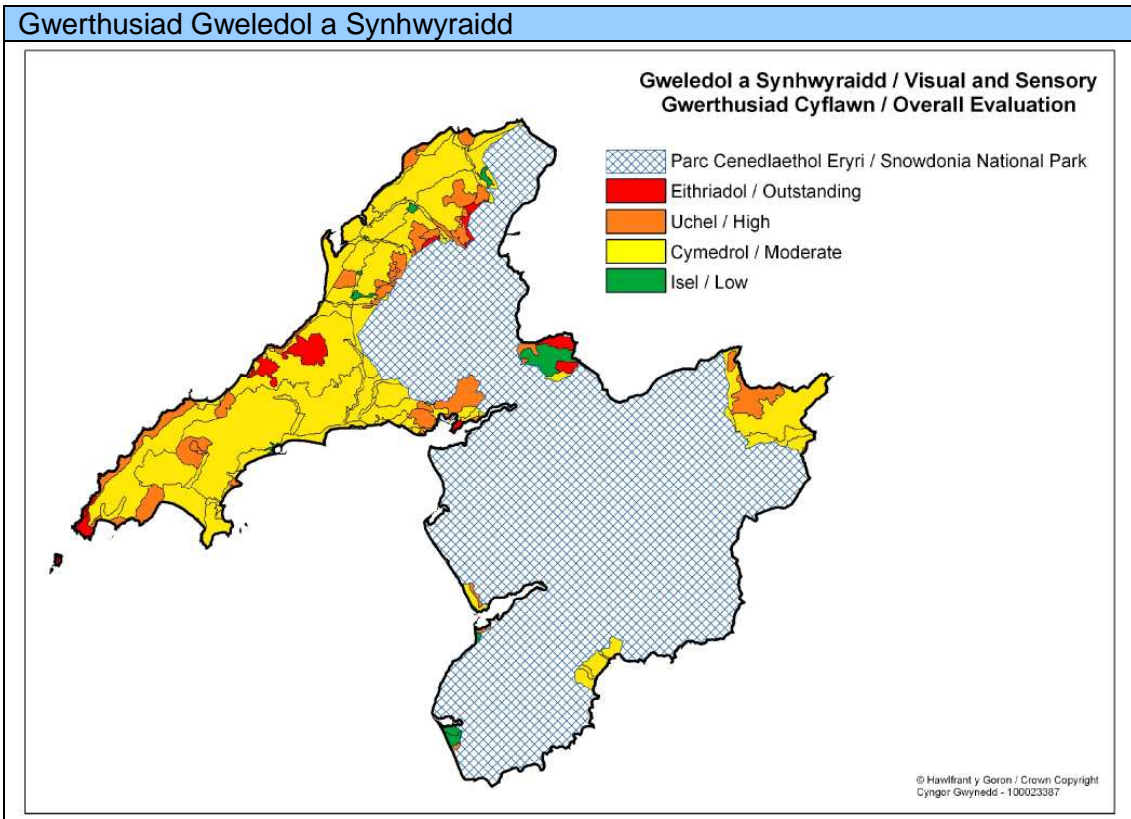 Gwerthusiad Gweledol a Synhwyraidd
Gweledol a Synhwyraidd / Visual and Sensory
Gwerthusiad Cyflawn / Overall Evaluation
Parc Cenedlaethol Eryri / Snowdonia National Park
Eithriadol / Outstanding
Uchel / High
Cymedrol / Moderate
Isel / Low
© Hawlfrant y Goron / Crown Copyright
Cyngor Gwynedd - 100023387